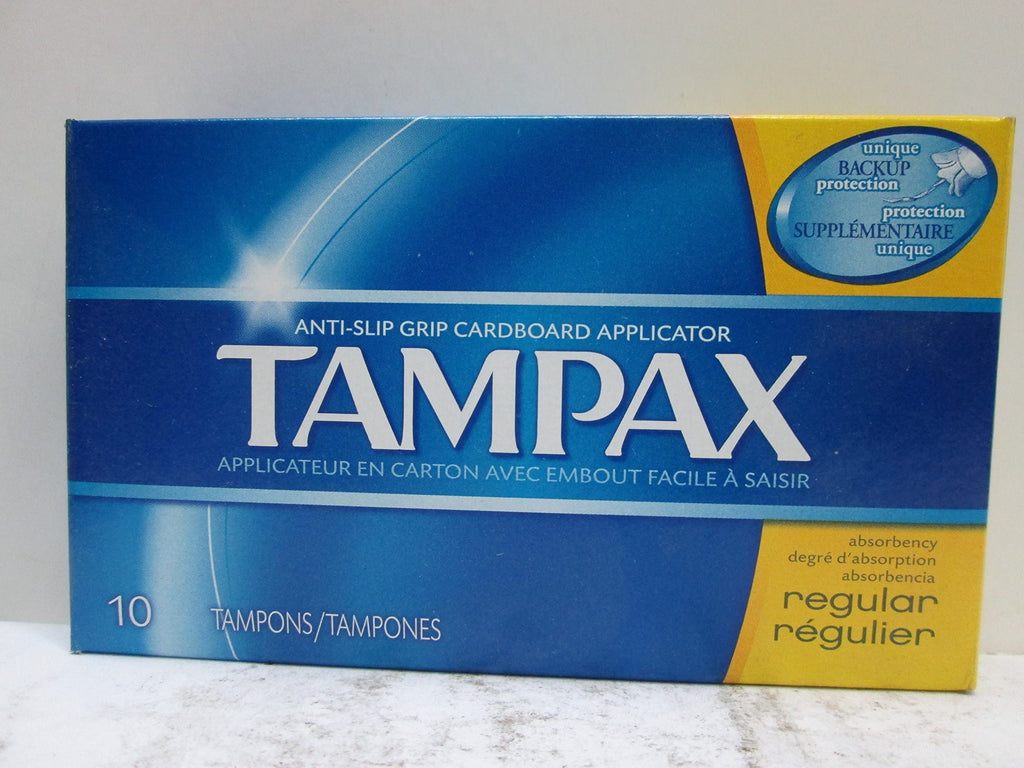 unique
BACKUP
protection
protection
SUPPLÉMENTAIRE
unique
ANTI-SLIP GRIP CARDBOARD APPLICATOR
TAMPAX
APPLICATEUR EN CARTON AVEC EMBOUT FACILE À SAISIR
absorbency
degré d'absorption
absorbencia
regular
régulier
10 TAMPONS/TAMPONES